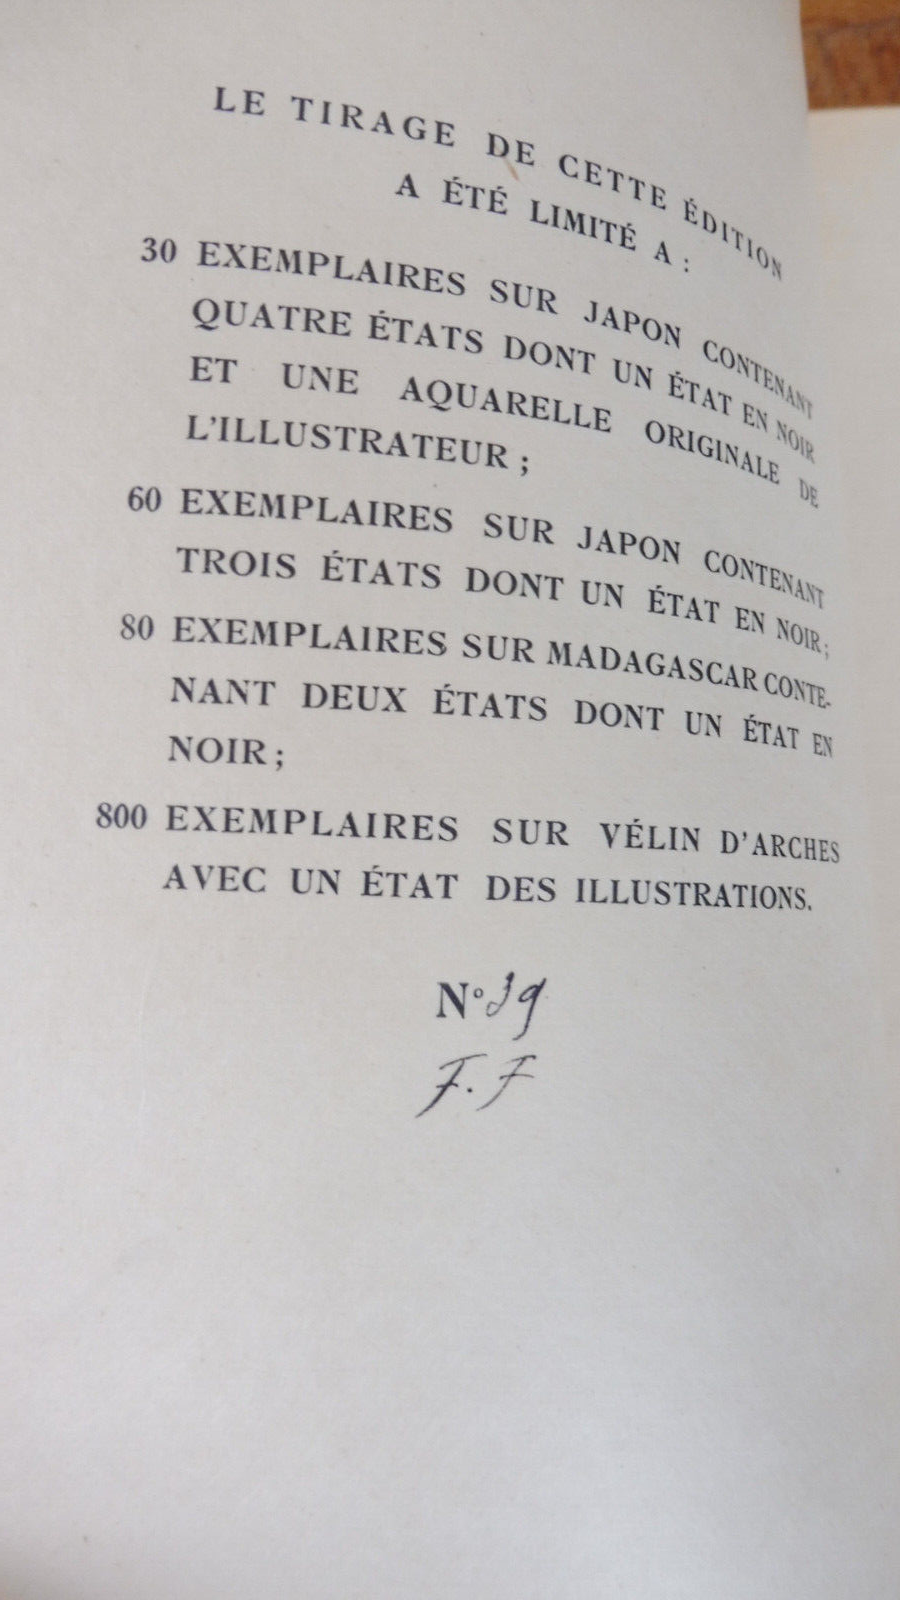 LE TIRAGE DE CETTE ÉDITION
A ÉTÉ LIMITÉ A :
30 EXEMPLAIRES SUR JAPON CONTENANT
QUATRE ÉTATS DONT UN ÉTAT EN NOIR
ET UNE AQUARELLE ORIGINALE DE
L'ILLUSTRATEUR ;
60 EXEMPLAIRES SUR JAPON CONTENANT
TROIS ÉTATS DONT UN ÉTAT EN NOIR ;
80 EXEMPLAIRES SUR MADAGASCAR CONTE-
NANT DEUX ÉTATS DONT UN ÉTAT EN
NOIR ;
800 EXEMPLAIRES SUR VÉLIN D'ARCHES
AVEC UN ÉTAT DES ILLUSTRATIONS.
N° 39
F. F